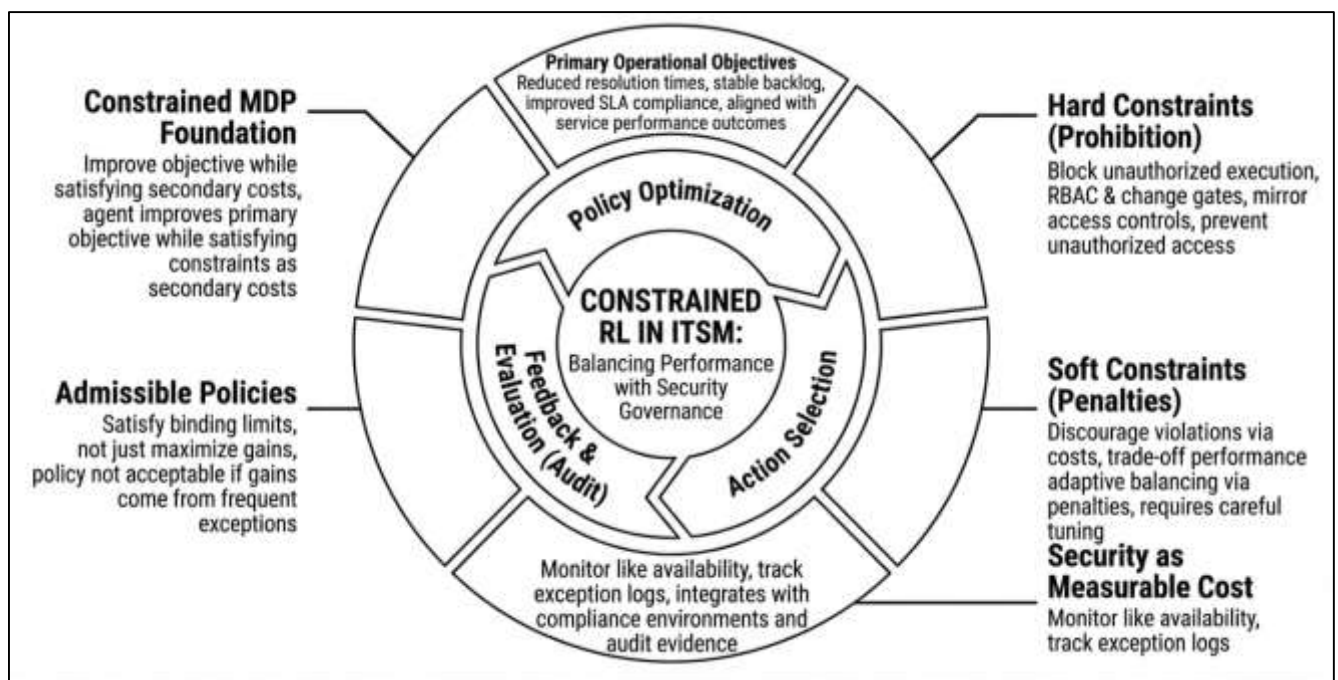 Primary Operational Objectives
Reduced resolution times, stable backlog,
improved SLA compliance, aligned with
service performance outcomes
Constrained MDP
Foundation
Improve objective while
satisfying secondary costs,
agent improves primary
objective while satisfying
constraints as
secondary costs
Hard Constraints
(Prohibition)
Block unauthorized execution,
RBAC & change gates, mirror
access controls, prevent
unauthorized access
Policy Optimization
CONSTRAINED
RL IN ITSM:
Balancing Performance
with Security
Governance
Action Selection
Feedback &
Evaluation (Audit)
Admissible Policies
Satisfy binding limits,
not just maximize gains,
policy not acceptable if gains
come from frequent
exceptions
Soft Constraints
(Penalties)
Discourage violations via
costs, trade-off performance
adaptive balancing via
penalties, requires careful
tuning
Security as
Measurable Cost
Monitor like availability,
track exception logs
Monitor like availability, track
exception logs, integrates with
compliance environments and
audit evidence